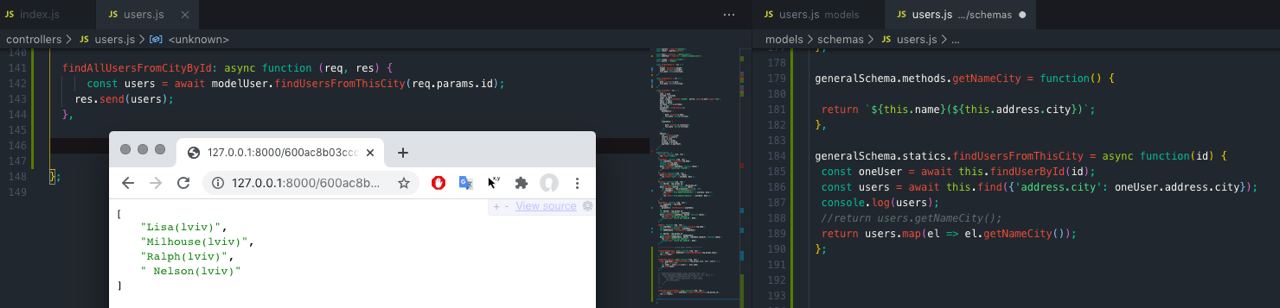 index.js
users.js
controllers > users.js > <unknown>
140
141 findAllUsersFromCityById: async function (req, res) {
142 const users = await modelUser.findUsersFromThisCity(req.params.id);
143 res.send(users);
144 },
145
146
147
148 };
149
127.0.0.1:8000/600ac8b03ccc
127.0.0.1:8000/600ac8b...
+ - View source
[
"Lisa(lviv)",
"Milhouse(lviv)",
"Ralph(lviv)",
" Nelson(lviv)"
]
JS users.js models
JS users.js .../schemas
models > schemas > JS users.js > ...
177 };
178
179 generalSchema.methods.getNameCity = function() {
180
181 return `${this.name}(${this.address.city})`;
182 },
183
184 generalSchema.statics.findUsersFromThisCity = async function(id) {
185 const oneUser = await this.findUserById(id);
186 const users = await this.find({'address.city': oneUser.address.city});
187 console.log(users);
188 //return users.getNameCity();
189 return users.map(el => el.getNameCity());
190 };
191
192
193